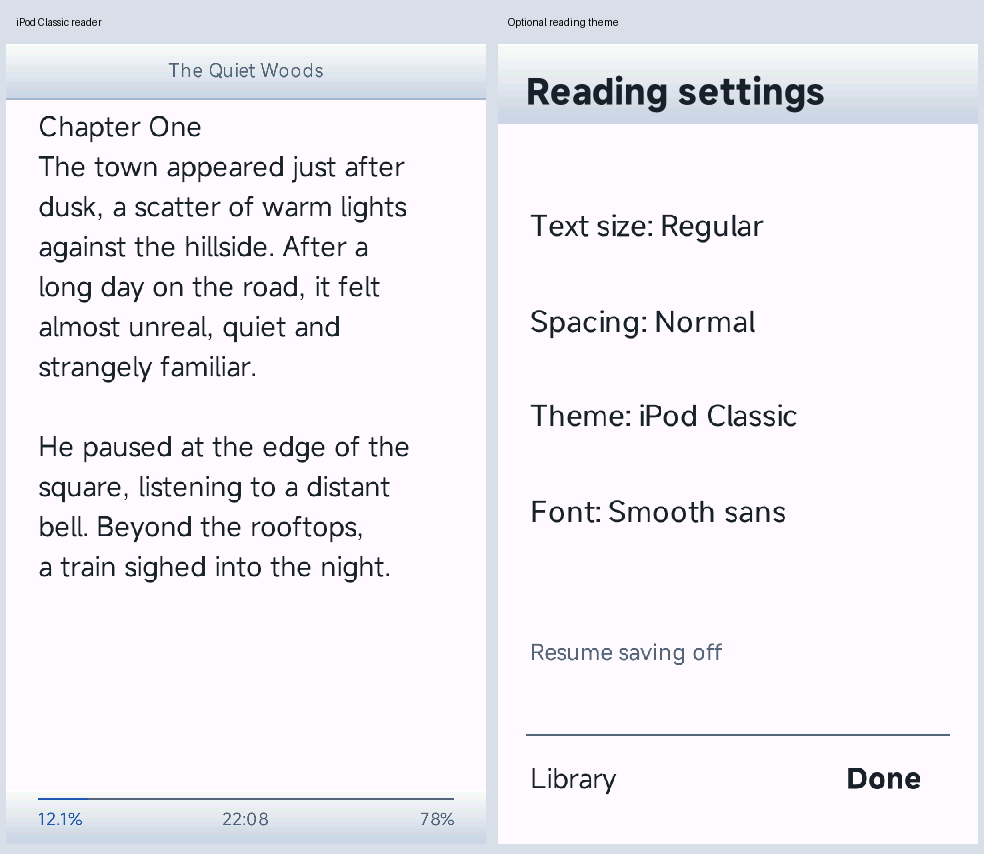 iPod Classic reader
The Quiet Woods
Chapter One
The town appeared just after
dusk, a scatter of warm lights
against the hillside. After a
long day on the road, it felt
almost unreal, quiet and
strangely familiar.
He paused at the edge of the
square, listening to a distant
bell. Beyond the rooftops,
a train sighed into the night.
12.1% 22:08 78%
Optional reading theme
Reading settings
Text size: Regular
Spacing: Normal
Theme: iPod Classic
Font: Smooth sans
Resume saving off
Library Done